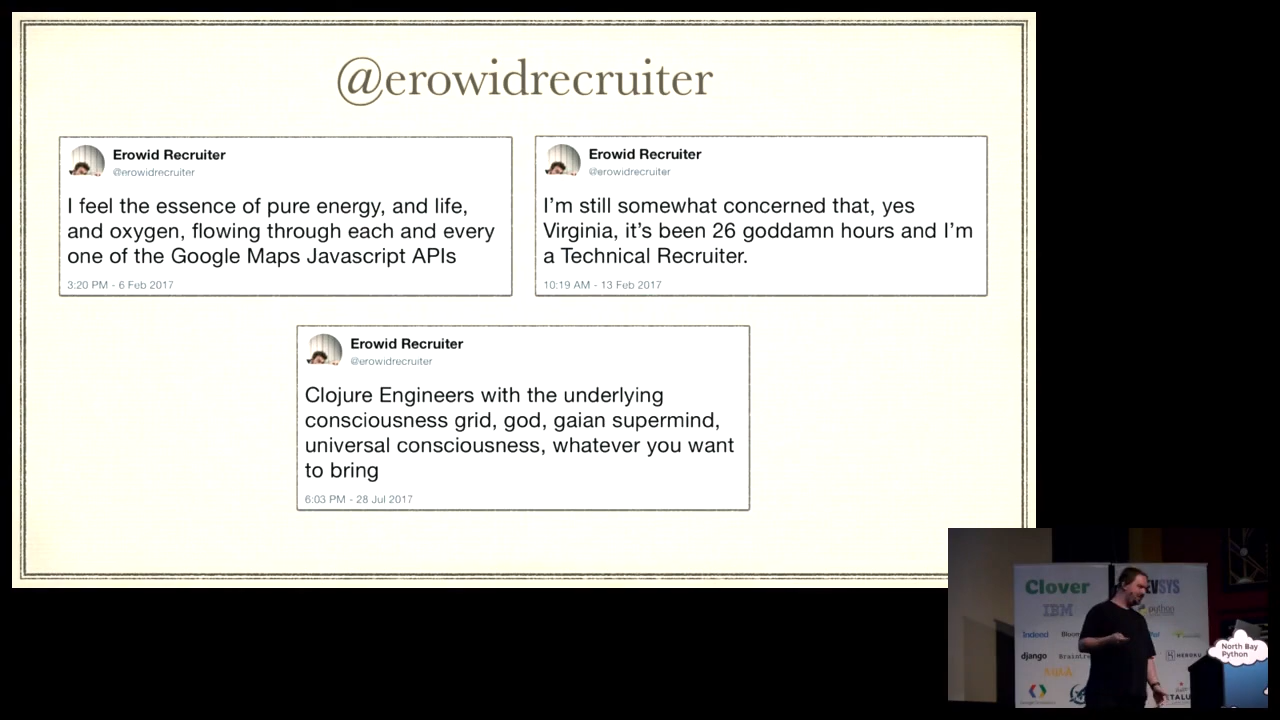 @erowidrecruiter
Erowid Recruiter
@erowidrecruiter
I feel the essence of pure energy, and life,
and oxygen, flowing through each and every
one of the Google Maps Javascript APIs
3:20 PM - 6 Feb 2017
Erowid Recruiter
@erowidrecruiter
I'm still somewhat concerned that, yes
Virginia, it's been 26 goddamn hours and I'm
a Technical Recruiter.
10:19 AM - 13 Feb 2017
Erowid Recruiter
@erowidrecruiter
Clojure Engineers with the underlying
consciousness grid, god, gaian supermind,
universal consciousness, whatever you want
to bring
6:03 PM - 28 Jul 2017
Clover
EVSYS
IBM
python
Indeed
django
HEROKU
North Bay
Python